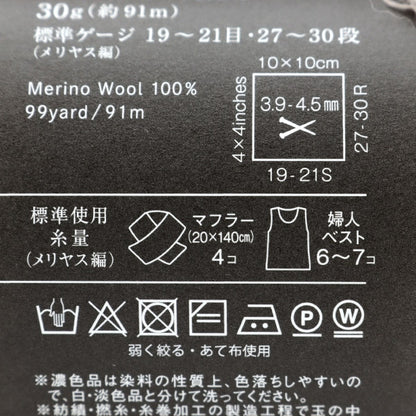 30g(約91m)
標準ゲージ 19〜21目・27〜30段
(メリヤス編)
10×10cm
Merino Wool 100%
99yard/91m
4×4inches
3.9-4.5mm
27-30R
19-21S
標準使用
糸量
(メリヤス編)
マフラー
(20×140cm)
4コ
婦人
ベスト
6〜7コ
P
W
弱く絞る・あて布使用
※濃色品は染料の性質上、色落ちしやすいので
で、白・淡色品と分けて洗ってください。
※紡績・撚糸・糸巻加工の製造工程で玉の中